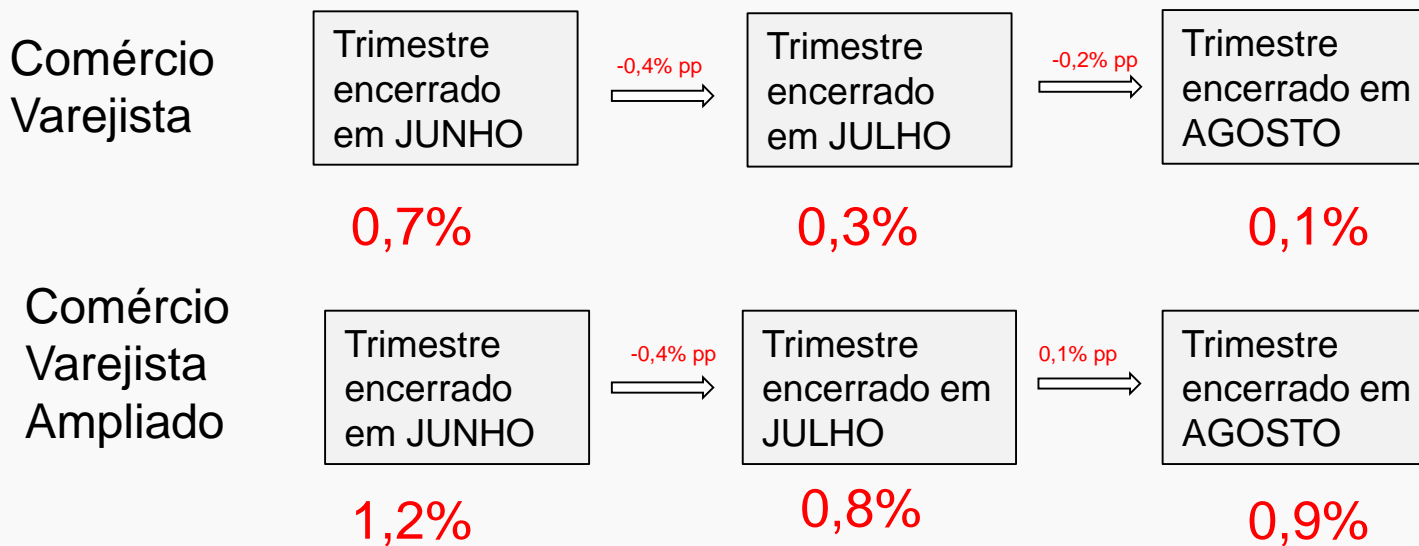 Comércio
Varejista
Trimestre
encerrado
em JUNHO
-0,4% pp
Trimestre
encerrado
em JULHO
-0,2% pp
Trimestre
encerrado em
AGOSTO
0,7%
0,3%
0,1%
Comércio
Varejista
Ampliado
Trimestre
encerrado
em JUNHO
-0,4% pp
Trimestre
encerrado em
JULHO
0,1% pp
Trimestre
encerrado em
AGOSTO
1,2%
0,8%
0,9%